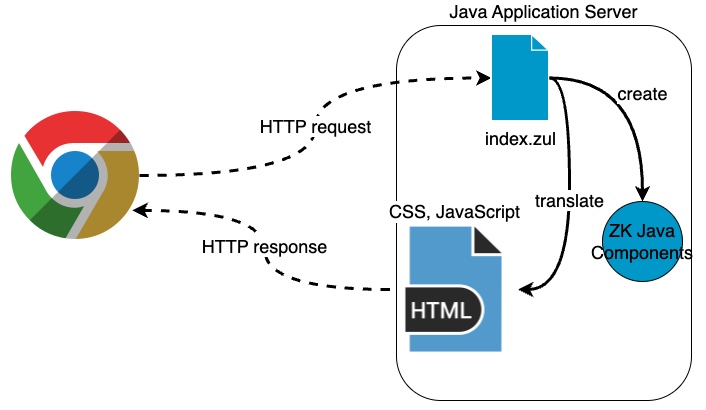 Java Application Server
create
HTTP request
index.zul
translate
CSS, JavaScript
ZK Java
Components
HTTP response
HTML